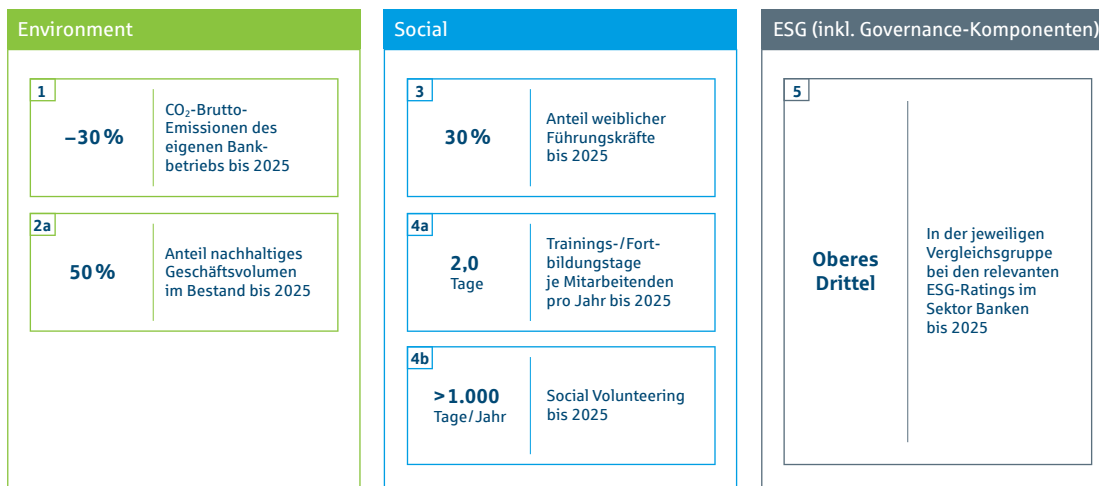 Environment
1
–30 %
CO₂-Brutto-
Emissionen des
eigenen Bank-
betriebs bis 2025
2a
50 %
Anteil nachhaltiges
Geschäftsvolumen
im Bestand bis 2025
Social
3
30 %
Anteil weiblicher
Führungskräfte
bis 2025
4a
2,0
Tage
Trainings-/Fort-
bildungstage
je Mitarbeitenden
pro Jahr bis 2025
4b
>1.000
Tage/Jahr
Social Volunteering
bis 2025
ESG (inkl. Governance-Komponenten)
5
Oberes
Drittel
In der jeweiligen
Vergleichsgruppe
bei den relevanten
ESG-Ratings im
Sektor Banken
bis 2025